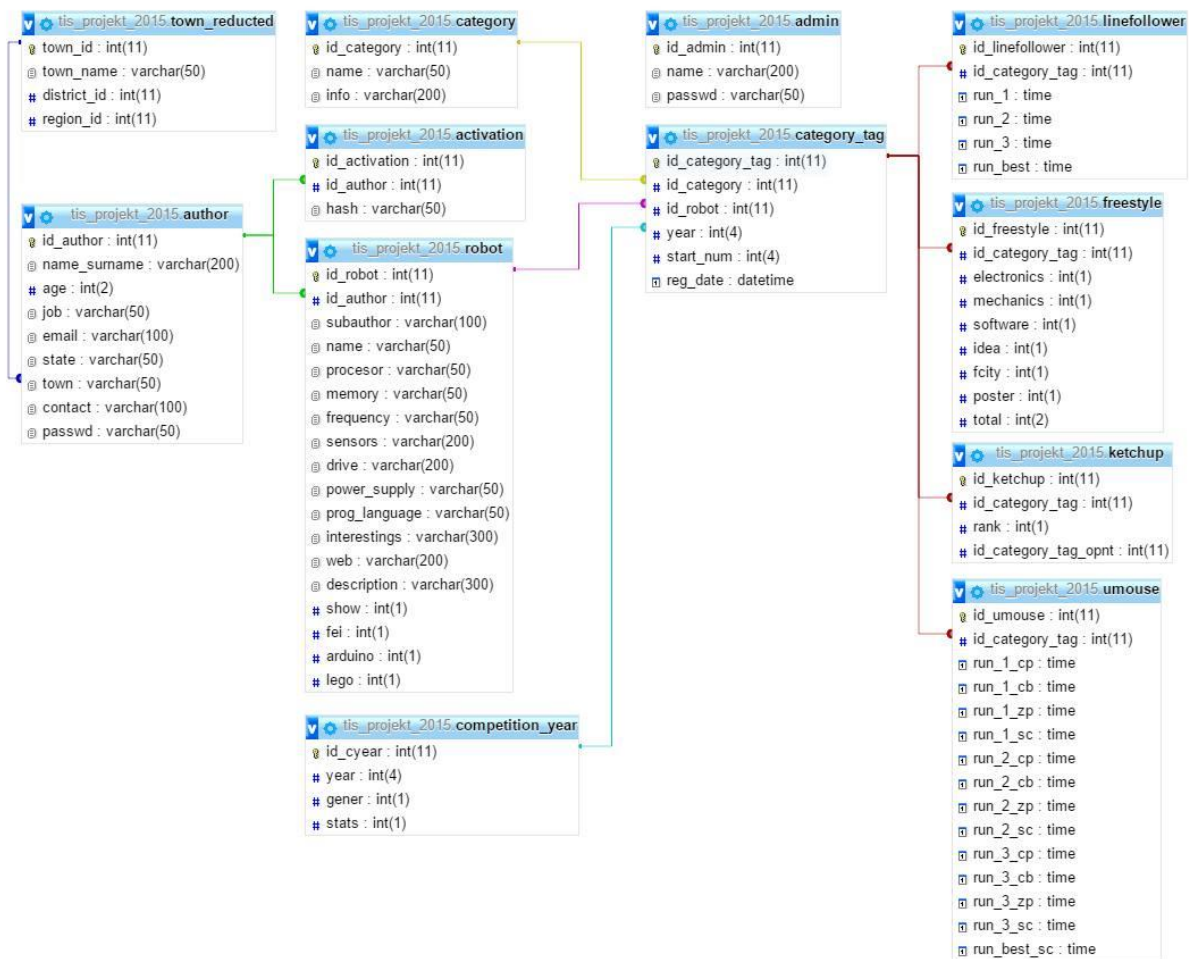 tis_projekt_2015.town_reducted
town_id : int(11)
town_name : varchar(50)
# district_id : int(11)
# region_id : int(11)
tis_projekt_2015.author
id_author : int(11)
name_surname : varchar(200)
# age : int(2)
job : varchar(50)
email : varchar(100)
state : varchar(50)
town : varchar(50)
contact : varchar(100)
passwd : varchar(50)
tis_projekt_2015.category
id_category : int(11)
name : varchar(50)
info : varchar(200)
tis_projekt_2015.activation
id_activation : int(11)
# id_author : int(11)
hash : varchar(50)
tis_projekt_2015.robot
id_robot : int(11)
# id_author : int(11)
subauthor : varchar(100)
name : varchar(50)
procesor : varchar(50)
memory : varchar(50)
frequency : varchar(50)
sensors : varchar(200)
drive : varchar(200)
power_supply : varchar(50)
prog_language : varchar(50)
interestings : varchar(300)
web : varchar(200)
description : varchar(300)
# show : int(1)
# fei : int(1)
# arduino : int(1)
# lego : int(1)
tis_projekt_2015.competition_year
id_cyear : int(11)
# year : int(4)
# gener : int(1)
# stats : int(1)
tis_projekt_2015.admin
id_admin : int(11)
name : varchar(200)
passwd : varchar(50)
tis_projekt_2015.category_tag
id_category_tag : int(11)
# id_category : int(11)
# id_robot : int(11)
# year : int(4)
# start_num : int(4)
reg_date : datetime
tis_projekt_2015.linefollower
id_linefollower : int(11)
# id_category_tag : int(11)
run_1 : time
run_2 : time
run_3 : time
run_best : time
tis_projekt_2015.freestyle
id_freestyle : int(11)
# id_category_tag : int(11)
# electronics : int(1)
# mechanics : int(1)
# software : int(1)
# idea : int(1)
# fcity : int(1)
# poster : int(1)
# total : int(2)
tis_projekt_2015.ketchup
id_ketchup : int(11)
# id_category_tag : int(11)
# rank : int(1)
# id_category_tag_opnt : int(11)
tis_projekt_2015.umouse
id_umouse : int(11)
# id_category_tag : int(11)
run_1_cp : time
run_1_cb : time
run_1_zp : time
run_1_sc : time
run_2_cp : time
run_2_cb : time
run_2_zp : time
run_2_sc : time
run_3_cp : time
run_3_cb : time
run_3_zp : time
run_3_sc : time
run_best_sc : time